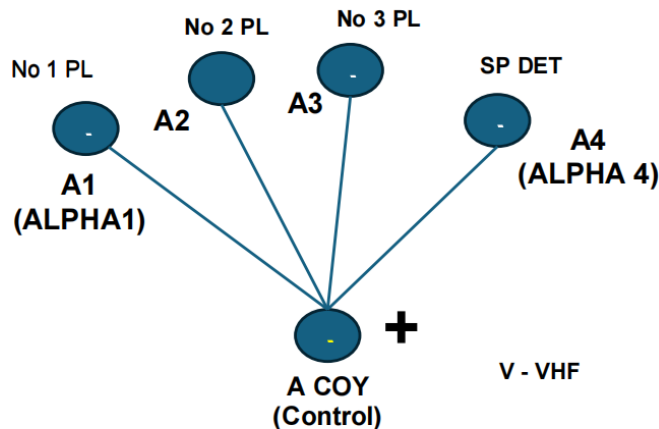 No 1 PL
No 2 PL
No 3 PL
SP DET
A1
(ALPHA1)
A2
A3
A4
(ALPHA 4)
-
-
-
-
+
A COY
(Control)
V - VHF